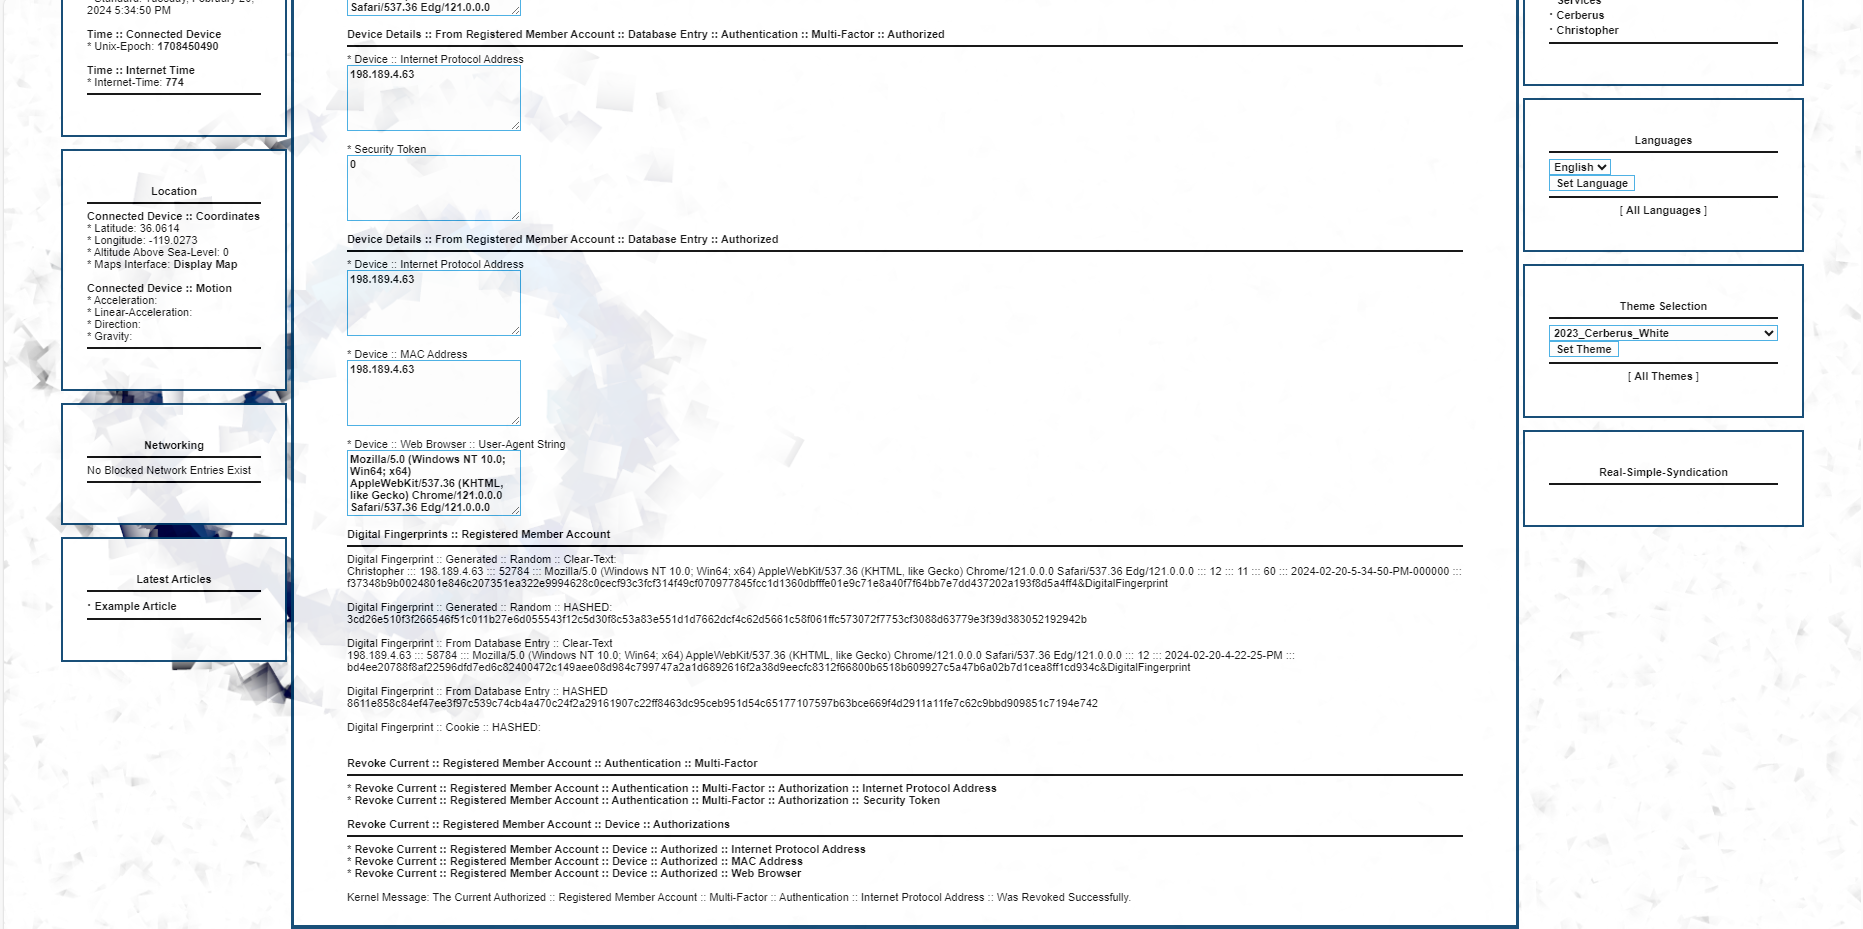 * Standard: Tuesday, February 20,
2024 5:34:50 PM
Time :: Connected Device
* Unix-Epoch: 1708450490
Time :: Internet Time
* Internet-Time: 774
Location
Connected Device :: Coordinates
* Latitude: 36.0614
* Longitude: -119.0273
* Altitude Above Sea-Level: 0
* Maps Interface: Display Map
Connected Device :: Motion
* Acceleration:
* Linear-Acceleration:
* Direction:
* Gravity:
Networking
No Blocked Network Entries Exist
Latest Articles
· Example Article
Safari/537.36 Edg/121.0.0.0
Device Details :: From Registered Member Account :: Database Entry :: Authentication :: Multi-Factor :: Authorized
* Device :: Internet Protocol Address
198.189.4.63
* Security Token
0
Device Details :: From Registered Member Account :: Database Entry :: Authorized
* Device :: Internet Protocol Address
198.189.4.63
* Device :: MAC Address
198.189.4.63
* Device :: Web Browser :: User-Agent String
Mozilla/5.0 (Windows NT 10.0;
Win64; x64)
AppleWebKit/537.36 (KHTML,
like Gecko) Chrome/121.0.0.0
Safari/537.36 Edg/121.0.0.0
Digital Fingerprints :: Registered Member Account
Digital Fingerprint :: Generated :: Random :: Clear-Text:
Christopher ::: 198.189.4.63 ::: 52784 ::: Mozilla/5.0 (Windows NT 10.0; Win64; x64) AppleWebKit/537.36 (KHTML, like Gecko) Chrome/121.0.0.0 Safari/537.36 Edg/121.0.0.0 ::: 12 ::: 11 ::: 60 ::: 2024-02-20-5-34-50-PM-000000 :::
f37348b9b0024801e846c207351ea322e9994628c0cecf93c3fcf314f49cf070977845fcc1d1360dbfffe01e9c71e8a40f7f64bb7e7dd437202a193f8d5a4ff4&DigitalFingerprint
Digital Fingerprint :: Generated :: Random :: HASHED:
3cd26e510f3f266546f51c011b27e6d055543f12c5d30f8c53a83e551d1d7662dcf4c62d5661c58f061ffc573072f7753cf3088d63779e3f39d383052192942b
Digital Fingerprint :: From Database Entry :: Clear-Text
198.189.4.63 ::: 58784 ::: Mozilla/5.0 (Windows NT 10.0; Win64; x64) AppleWebKit/537.36 (KHTML, like Gecko) Chrome/121.0.0.0 Safari/537.36 Edg/121.0.0.0 ::: 12 ::: 2024-02-20-4-22-25-PM :::
bd4ee20788f8af22596dfd7ed6c82400472c149aee08d984c799747a2a1d6892616f2a38d9eecfc8312f66800b6518b609927c5a47b6a02b7d1cea8ff1cd934c&DigitalFingerprint
Digital Fingerprint :: From Database Entry :: HASHED
8611e858c84ef47ee3f97c539c74cb4a470c24f2a29161907c22ff8463dc95ceb951d54c65177107597b63bce669f4d2911a11fe7c62c9bbd909851c7194e742
Digital Fingerprint :: Cookie :: HASHED:
Revoke Current :: Registered Member Account :: Authentication :: Multi-Factor
* Revoke Current :: Registered Member Account :: Authentication :: Multi-Factor :: Authorization :: Internet Protocol Address
* Revoke Current :: Registered Member Account :: Authentication :: Multi-Factor :: Authorization :: Security Token
Revoke Current :: Registered Member Account :: Device :: Authorizations
* Revoke Current :: Registered Member Account :: Device :: Authorized :: Internet Protocol Address
* Revoke Current :: Registered Member Account :: Device :: Authorized :: MAC Address
* Revoke Current :: Registered Member Account :: Device :: Authorized :: Web Browser
Kernel Message: The Current Authorized :: Registered Member Account :: Multi-Factor :: Authentication :: Internet Protocol Address :: Was Revoked Successfully.
Services
· Cerberus
· Christopher
Languages
English
Set Language
[ All Languages ]
Theme Selection
2023_Cerberus_White
Set Theme
[ All Themes ]
Real-Simple-Syndication